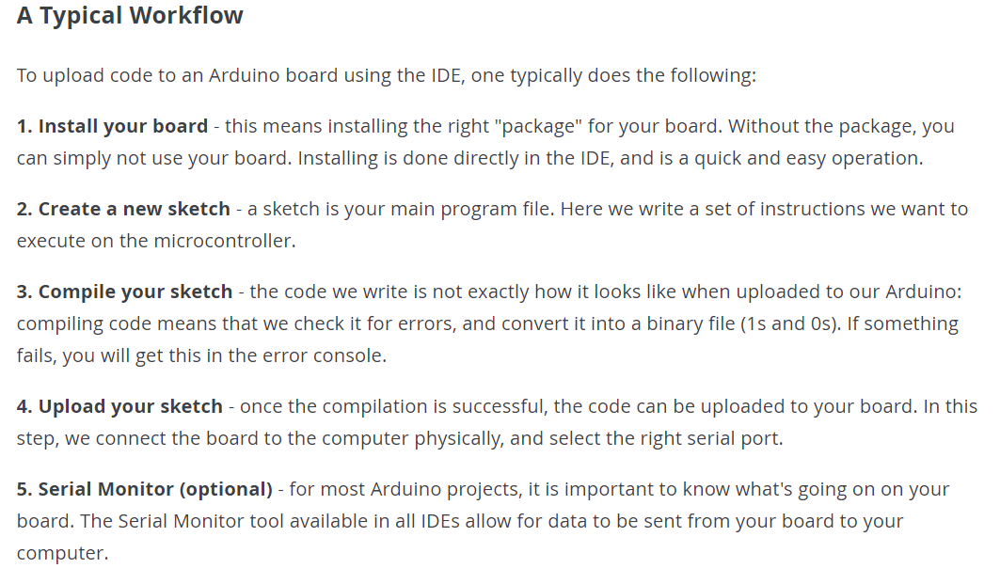 A Typical Workflow
To upload code to an Arduino board using the IDE, one typically does the following:
1. Install your board - this means installing the right "package" for your board. Without the package, you
can simply not use your board. Installing is done directly in the IDE, and is a quick and easy operation.
2. Create a new sketch - a sketch is your main program file. Here we write a set of instructions we want to
execute on the microcontroller.
3. Compile your sketch - the code we write is not exactly how it looks like when uploaded to our Arduino:
compiling code means that we check it for errors, and convert it into a binary file (1s and 0s). If something
fails, you will get this in the error console.
4. Upload your sketch - once the compilation is successful, the code can be uploaded to your board. In this
step, we connect the board to the computer physically, and select the right serial port.
5. Serial Monitor (optional) - for most Arduino projects, it is important to know what's going on on your
board. The Serial Monitor tool available in all IDEs allow for data to be sent from your board to your
computer.